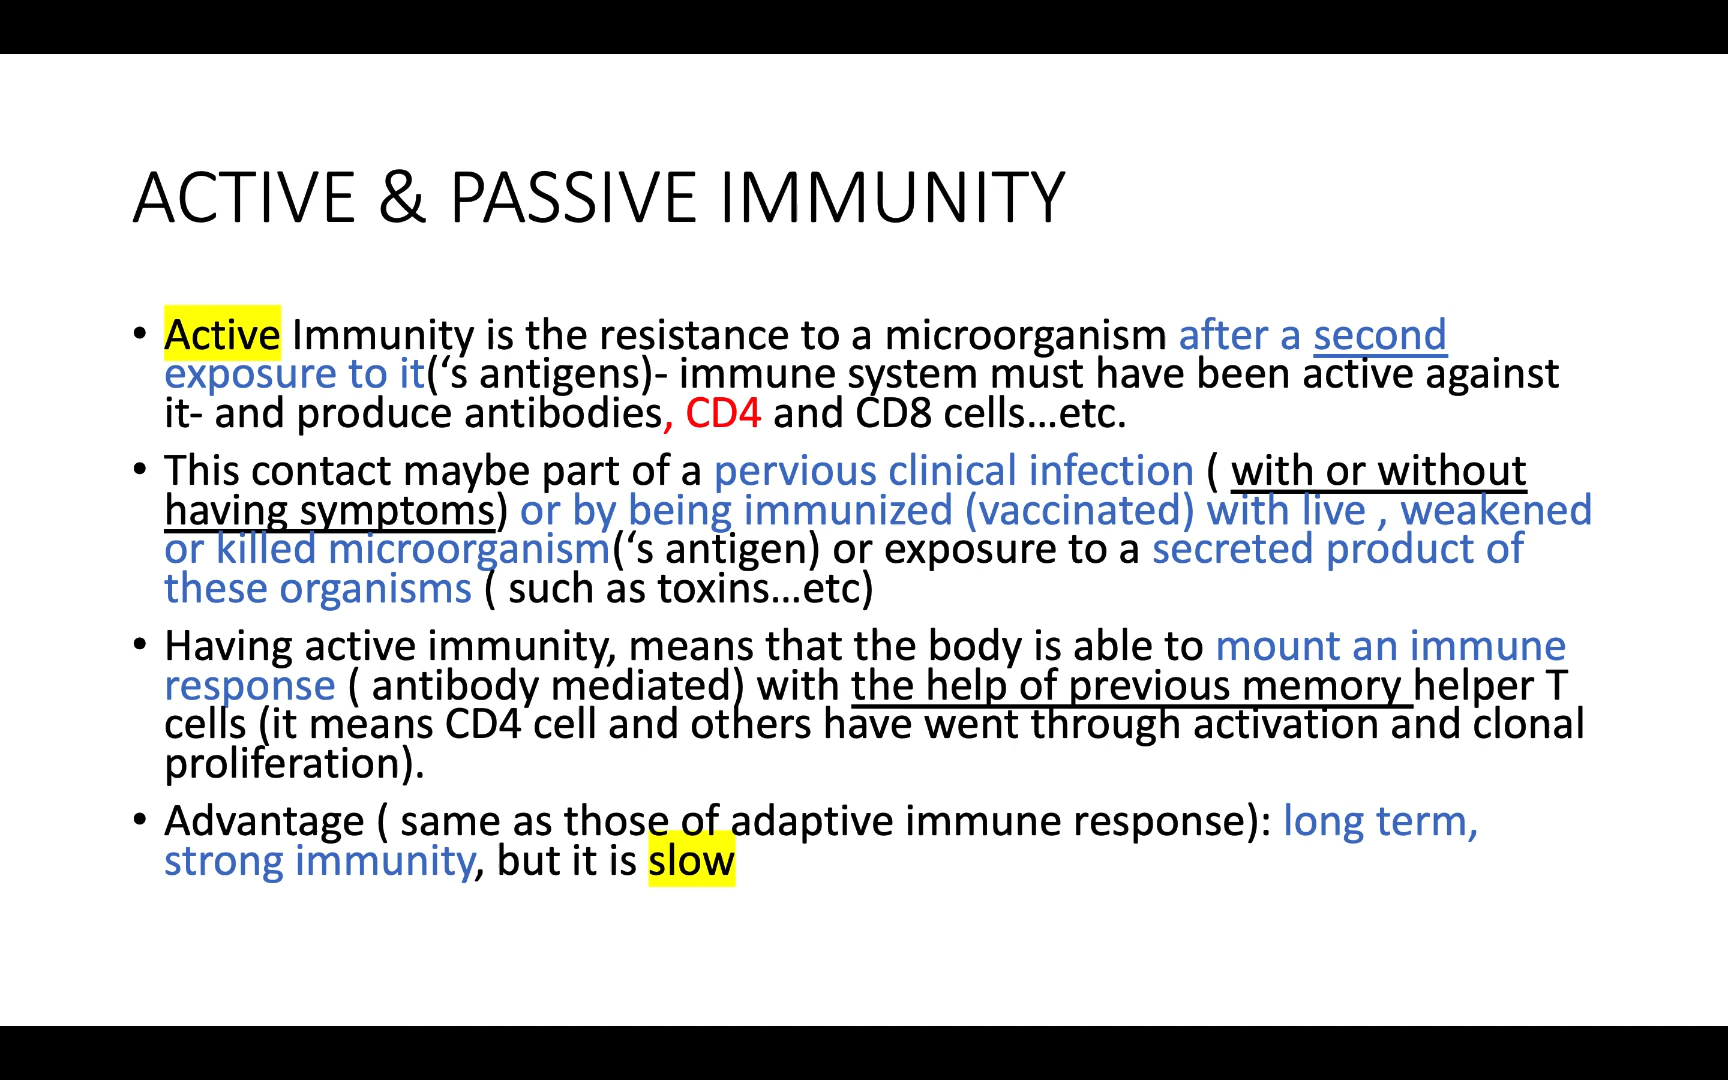 ACTIVE & PASSIVE IMMUNITY
• Active Immunity is the resistance to a microorganism after a second
exposure to it(‘s antigens)- immune system must have been active against
it- and produce antibodies, CD4 and CD8 cells…etc.
• This contact maybe part of a pervious clinical infection ( with or without
having symptoms) or by being immunized (vaccinated) with live , weakened
or killed microorganism(‘s antigen) or exposure to a secreted product of
these organisms ( such as toxins…etc)
• Having active immunity, means that the body is able to mount an immune
response ( antibody mediated) with the help of previous memory helper T
cells (it means CD4 cell and others have went through activation and clonal
proliferation).
• Advantage ( same as those of adaptive immune response): long term,
strong immunity, but it is slow